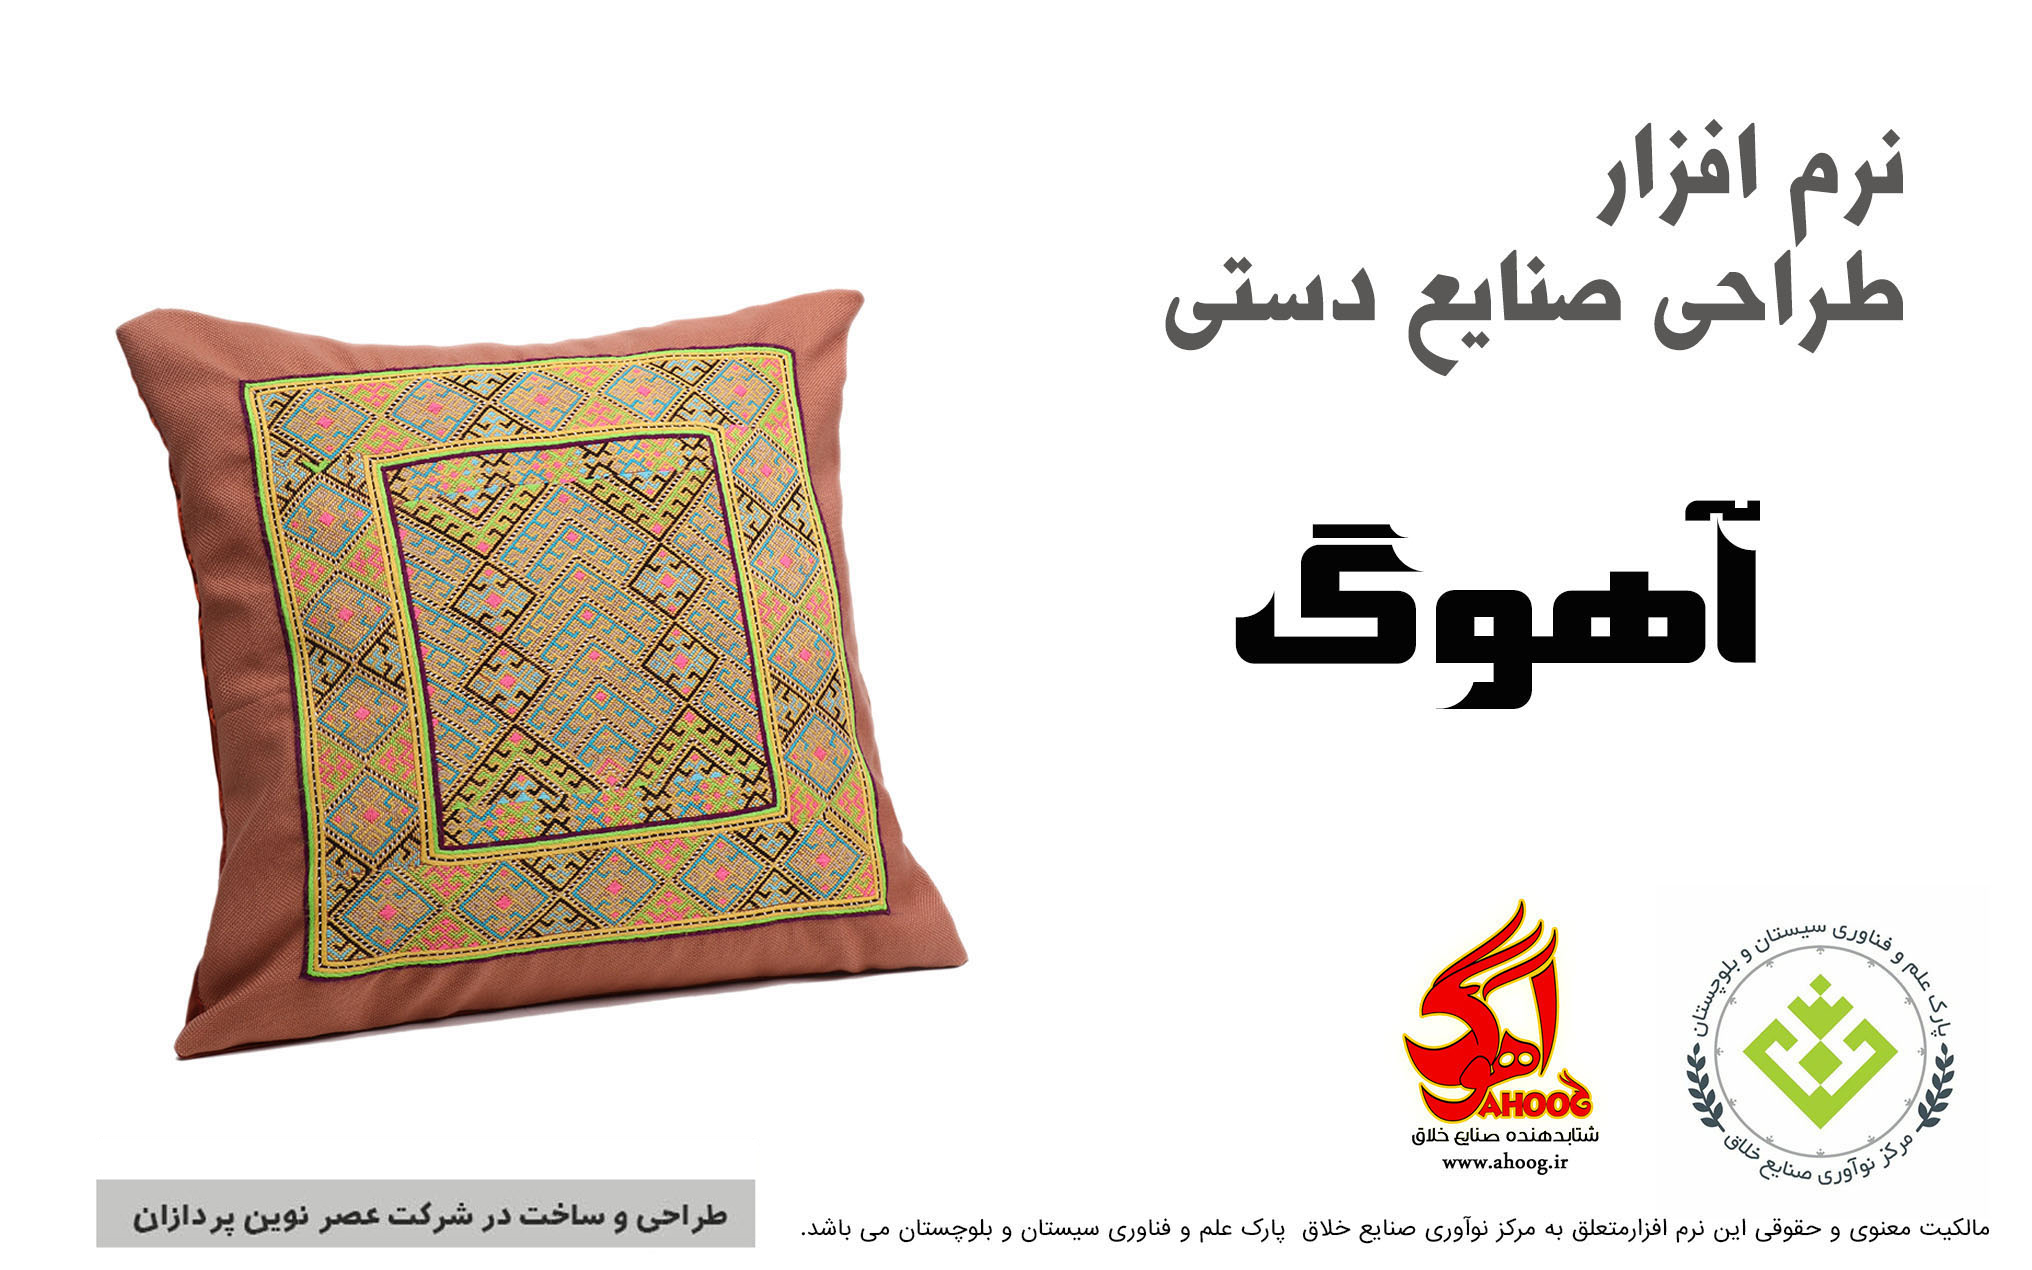 نرم افزار
طراحی صنایع دستی
آهوگ
آهوگ
AHOOG
شتابدهنده صنایع خلاق
www.ahoog.ir
پارک علم و فناوری سیستان و بلوچستان
مرکز نوآوری صنایع خلاق
مالکیت معنوی و حقوقی این نرم افزارمتعلق به مرکز نوآوری صنایع خلاق پارک علم و فناوری سیستان و بلوچستان می باشد.
طراحی و ساخت در شرکت عصر نوین پردازان